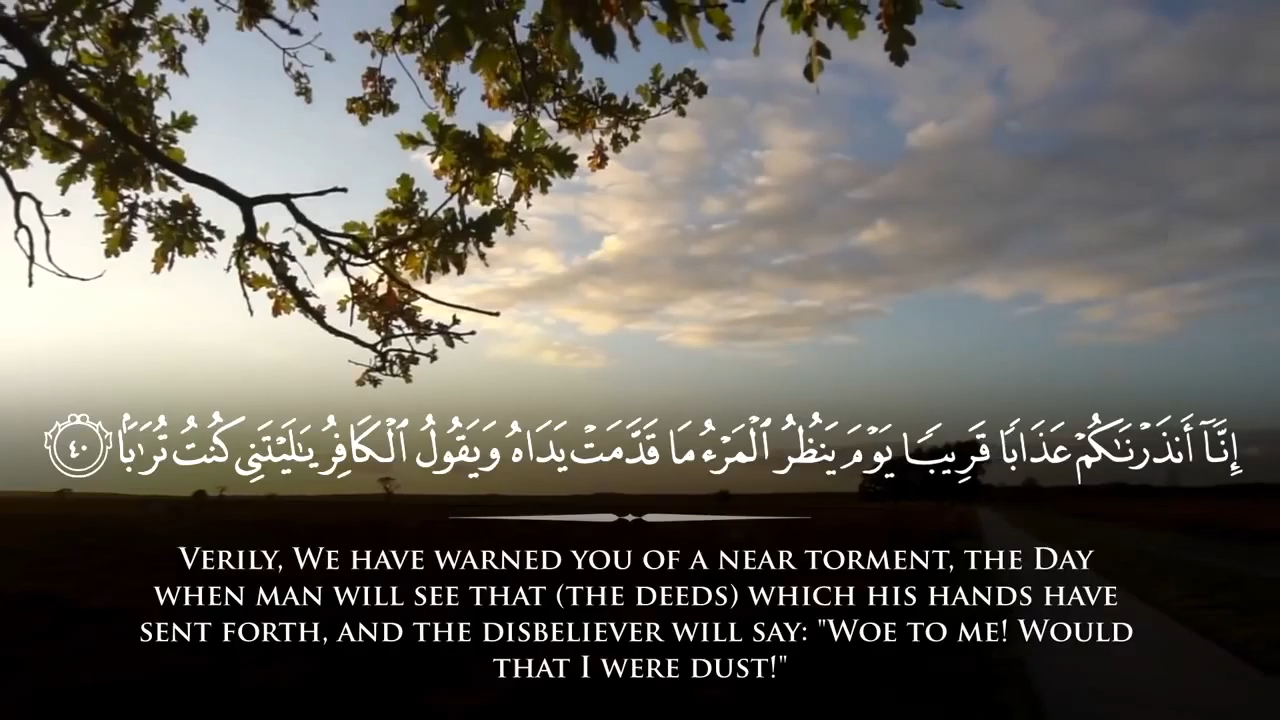 إِنَّآ أَنذَرْنَـٰكُمْ عَذَابًا قَرِيبًا يَوْمَ يَنظُرُ ٱلْمَرْءُ مَا قَدَّمَتْ يَدَاهُ وَيَقُولُ ٱلْكَافِرُ يَـٰلَيْتَنِى كُنتُ تُرَٰبًۢا ٤٠
VERILY, WE HAVE WARNED YOU OF A NEAR TORMENT, THE DAY
WHEN MAN WILL SEE THAT (THE DEEDS) WHICH HIS HANDS HAVE
SENT FORTH, AND THE DISBELIEVER WILL SAY: "WOE TO ME! WOULD
THAT I WERE DUST!"